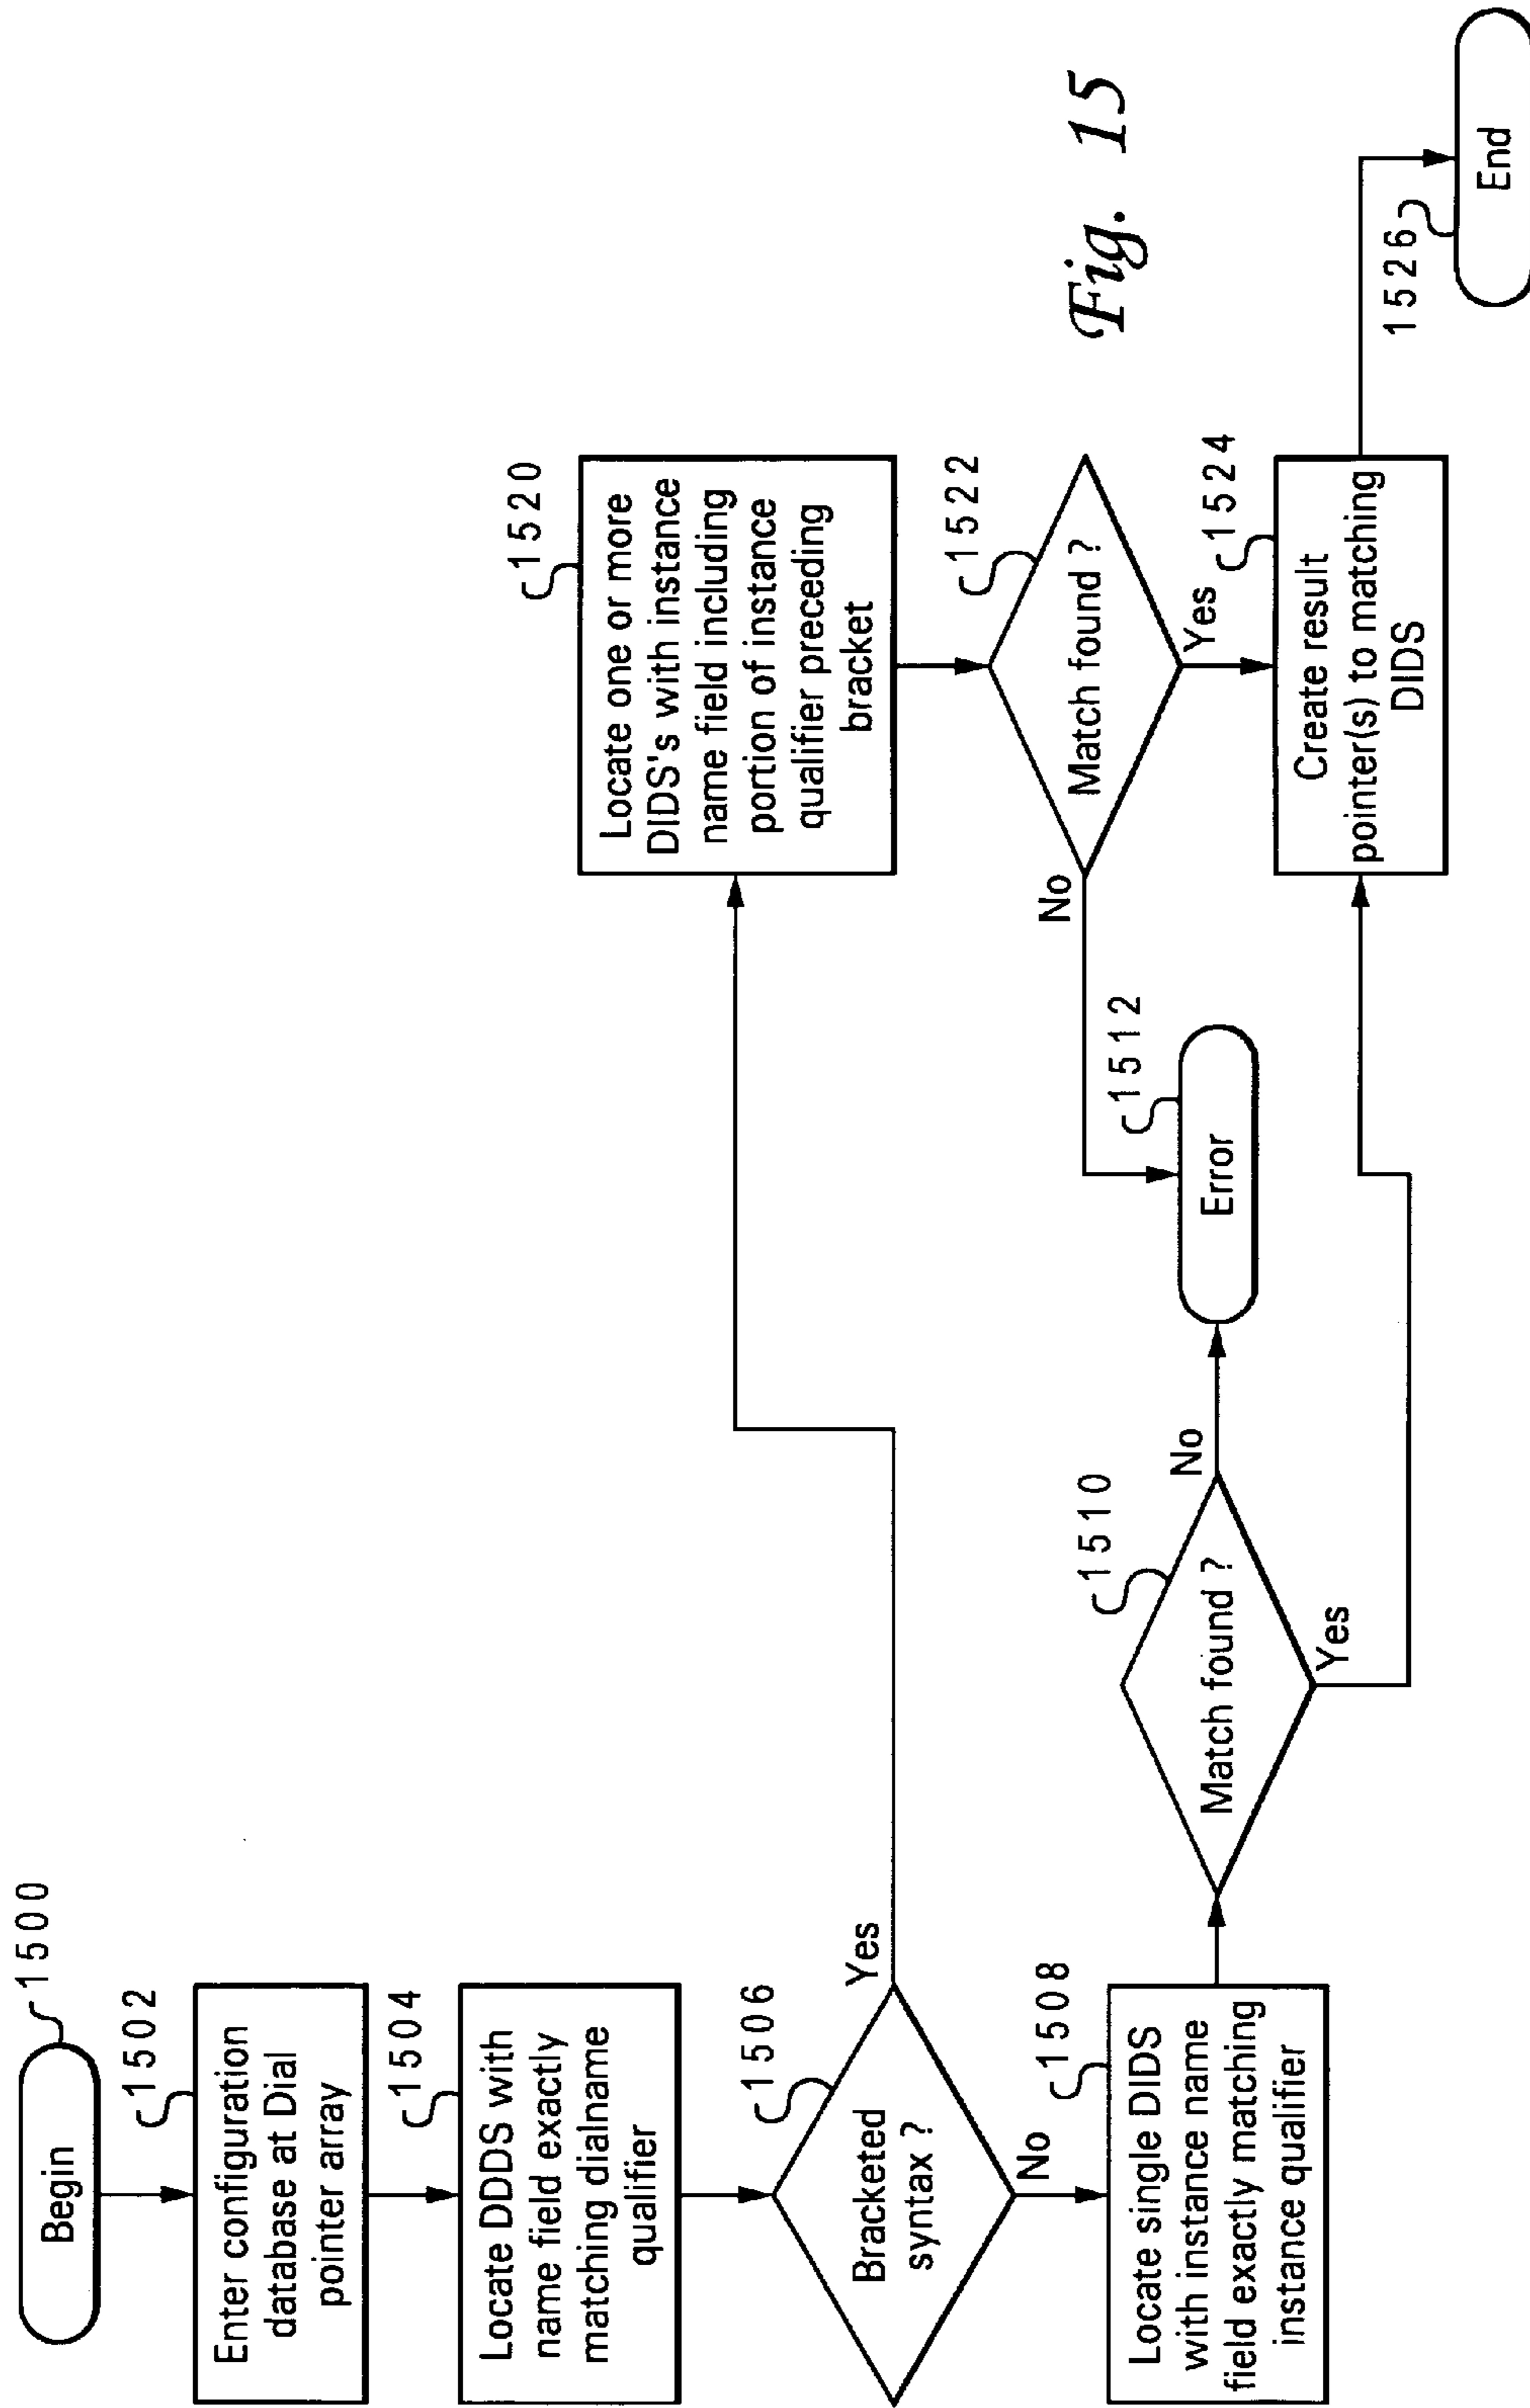 Begin
1500
Enter configuration
database at Dial
pointer array
1502
Locate DDDS with
name field exactly
matching dialname
qualifier
1504
Bracketed
syntax ?
1506
Yes
No
Locate single DIDS
with instance name
field exactly matching
instance qualifier
1508
Match found ?
1510
No
Yes
Error
1512
Locate one or more
DIDS's with instance
name field including
portion of instance
qualifier preceding
bracket
1520
Match found ?
1522
No
Yes
Create result
pointer(s) to matching
DIDS
1524
End
1526
Fig. 15